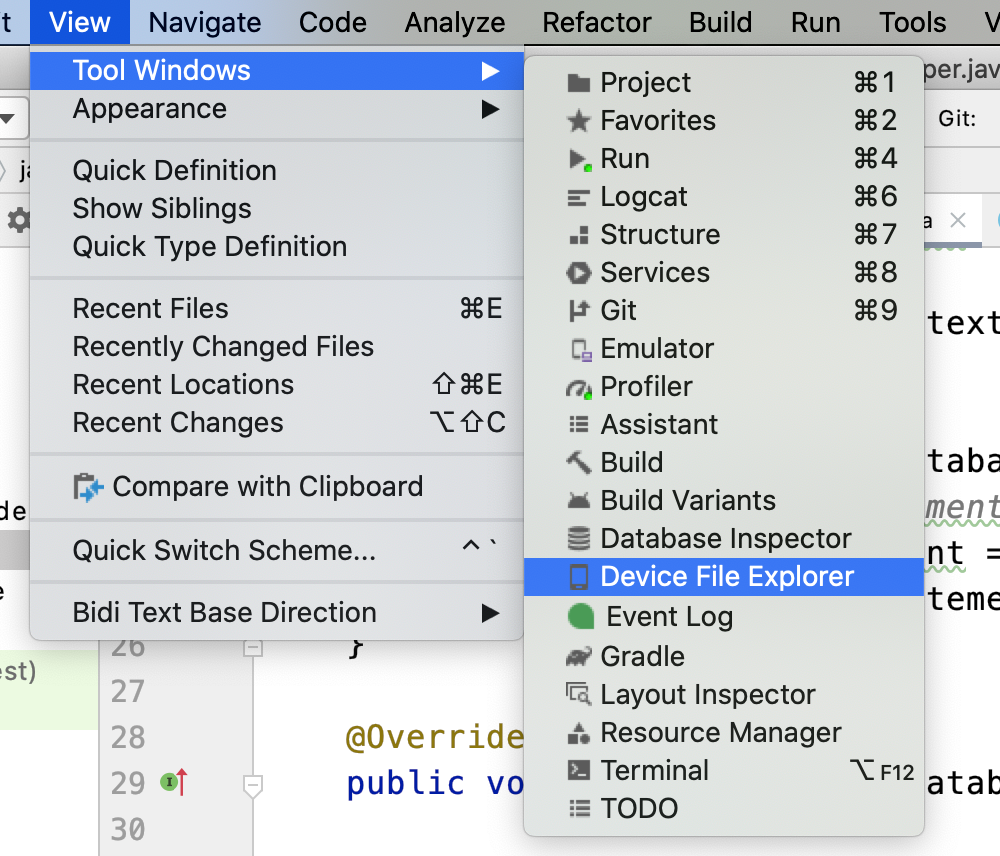 View Navigate Code Analyze Refactor Build Run Tools
Tool Windows
Appearance
Quick Definition
Show Siblings
Quick Type Definition
Recent Files ⌘E
Recently Changed Files
Recent Locations ⇧⌘E
Recent Changes ⌥⇧C
Compare with Clipboard
Quick Switch Scheme... ^ `
Bidi Text Base Direction
Project ⌘1
Favorites ⌘2
Run ⌘4
Logcat ⌘6
Structure ⌘7
Services ⌘8
Git ⌘9
Emulator
Profiler
Assistant
Build
Build Variants
Database Inspector
Device File Explorer
Event Log
Gradle
Layout Inspector
Resource Manager
Terminal ⌥F12
TODO
per.jav
Git:
a
text
taba
ment
nt =
teme
de
e
est)
26 }
27
28 @Override
29 public vo atab
30